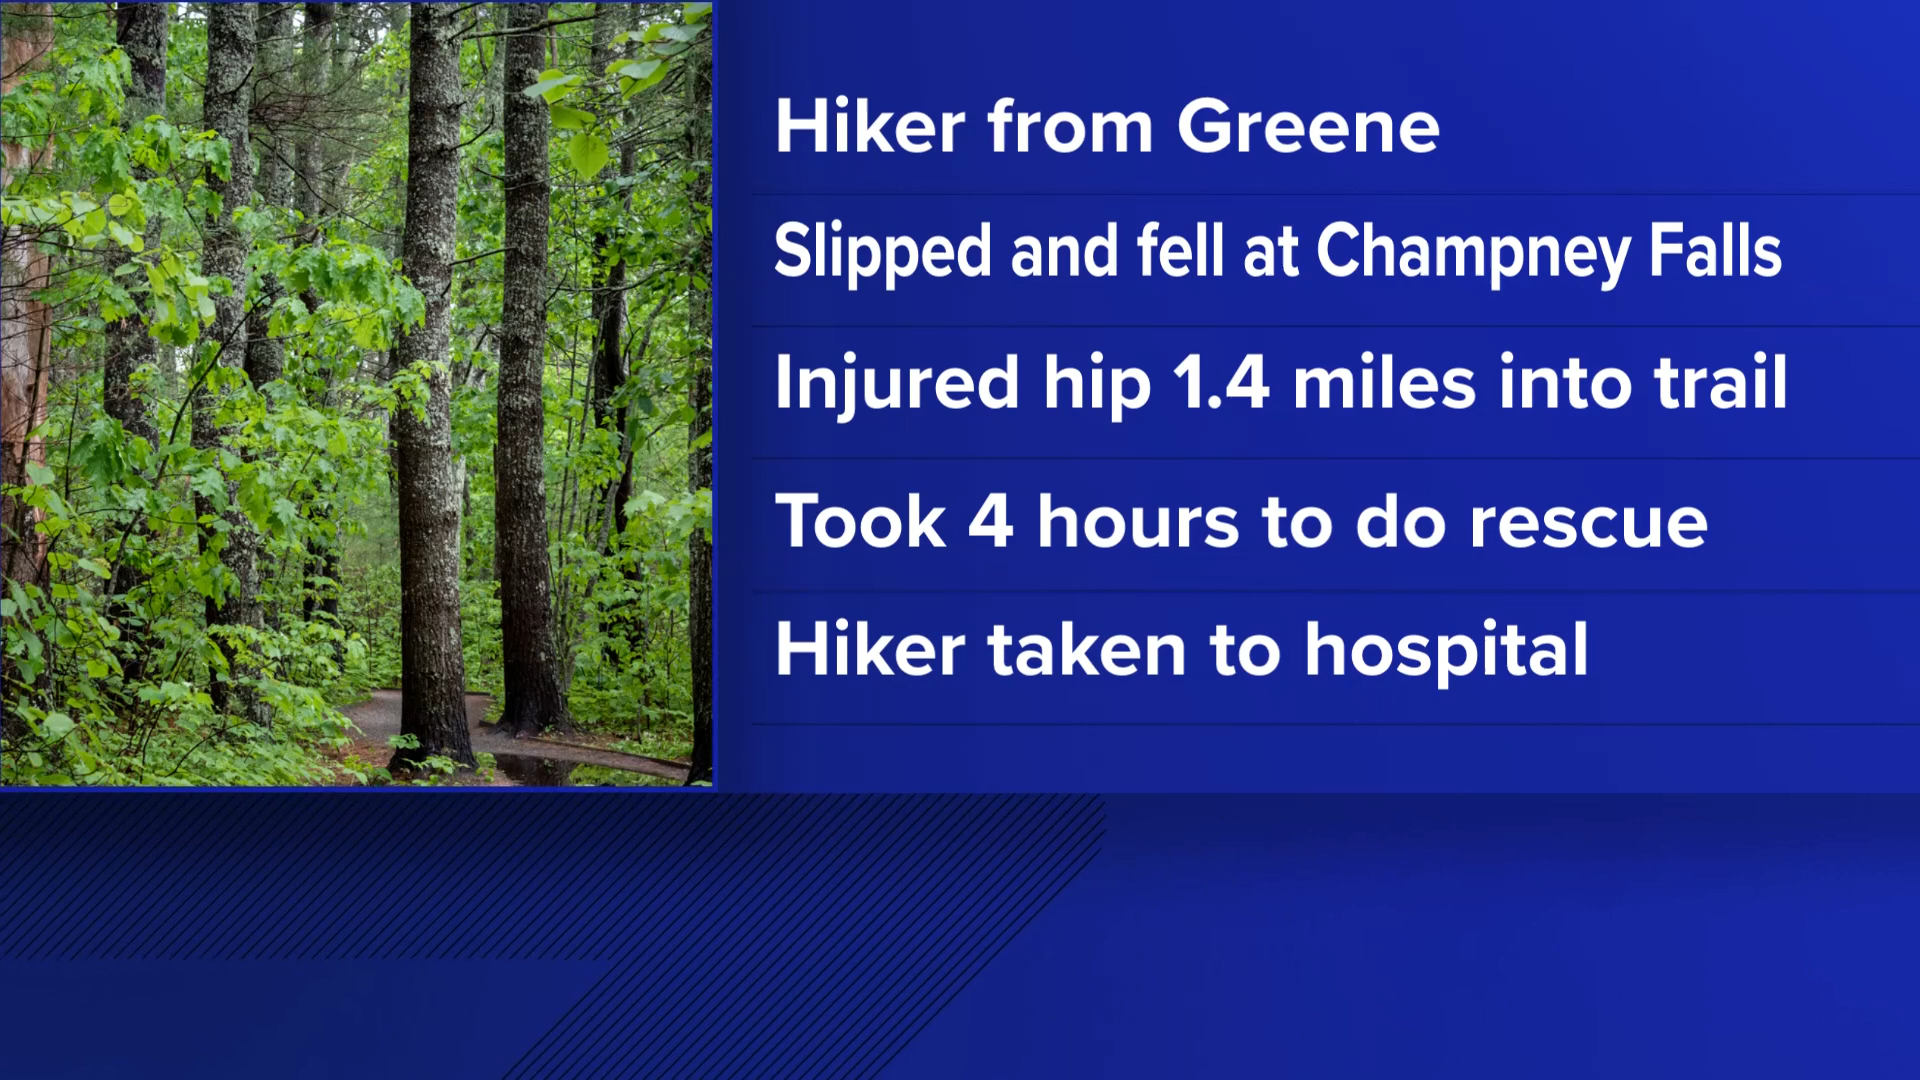 Hiker from Greene
Slipped and fell at Champney Falls
Injured hip 1.4 miles into trail
Took 4 hours to do rescue
Hiker taken to hospital